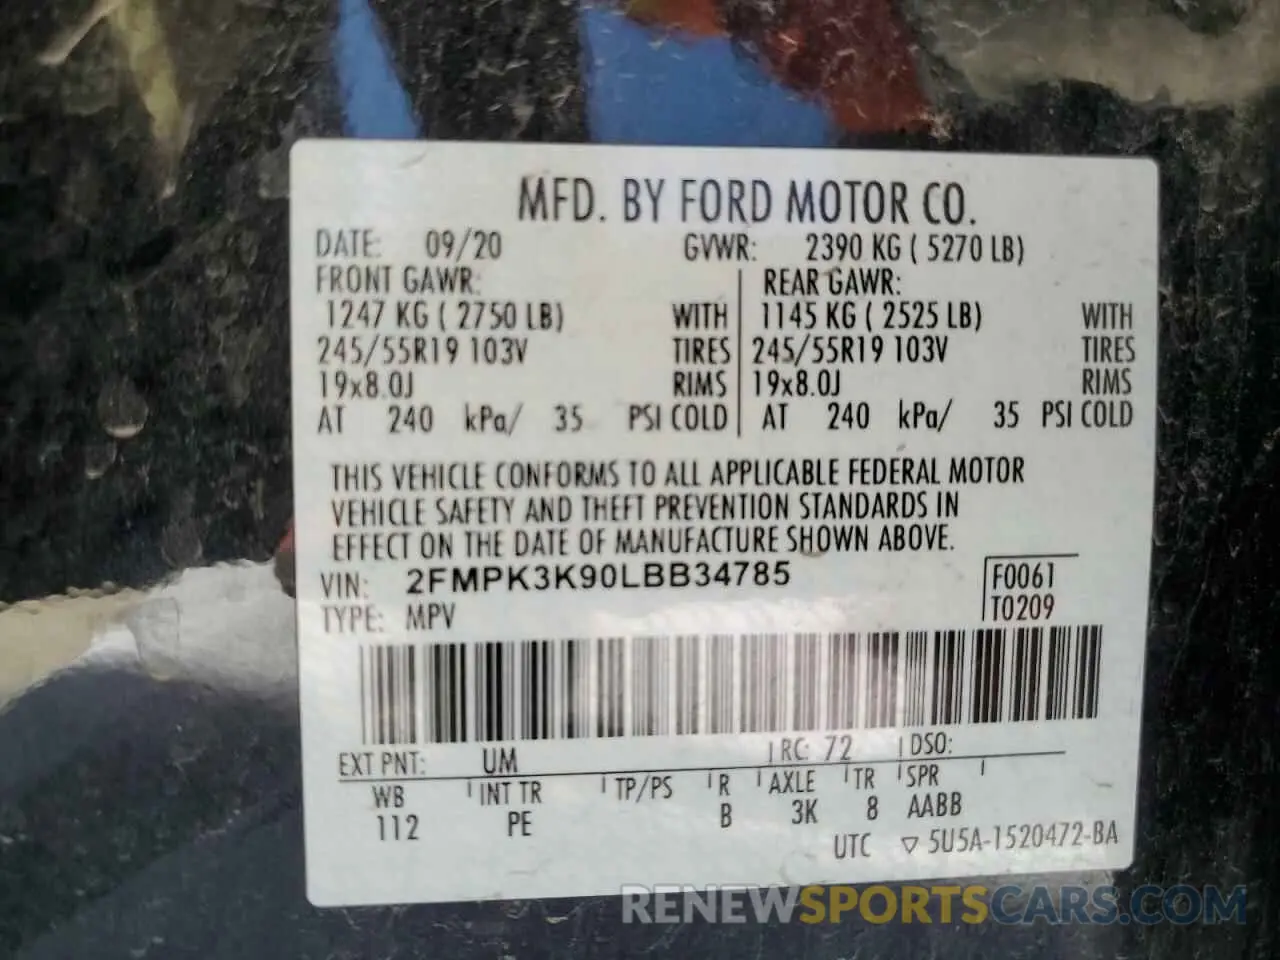 MFD. BY FORD MOTOR CO.
DATE: 09/20 GVWR: 2390 KG ( 5270 LB)
FRONT GAWR: REAR GAWR:
1247 KG ( 2750 LB) WITH 1145 KG ( 2525 LB) WITH
245/55R19 103V TIRES 245/55R19 103V TIRES
19x8.0J RIMS 19x8.0J RIMS
AT 240 kPa/ 35 PSI COLD AT 240 kPa/ 35 PSI COLD
THIS VEHICLE CONFORMS TO ALL APPLICABLE FEDERAL MOTOR
VEHICLE SAFETY AND THEFT PREVENTION STANDARDS IN
EFFECT ON THE DATE OF MANUFACTURE SHOWN ABOVE.
VIN: 2FMPK3K90LBB34785 F0061
TYPE: MPV T0209
EXT PNT: UM RC: 72 DSO:
WB INT TR TP/PS R AXLE TR SPR
112 PE B 3K 8 AABB
UTC ▽ 5U5A-1520472-BA
RENEWSPORTSCARS.COM